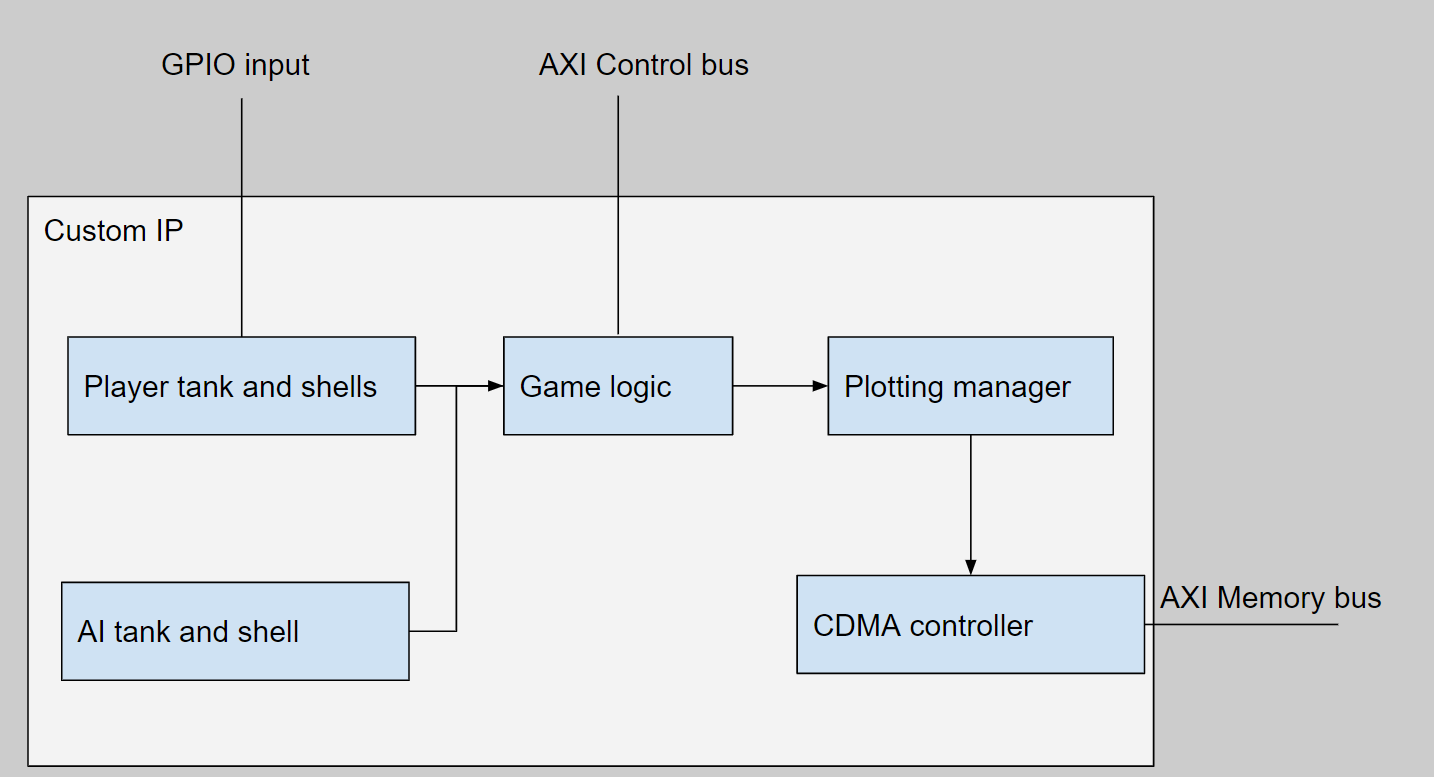 GPIO input
AXI Control bus
Custom IP
Player tank and shells
Game logic
Plotting manager
AI tank and shell
CDMA controller
AXI Memory bus